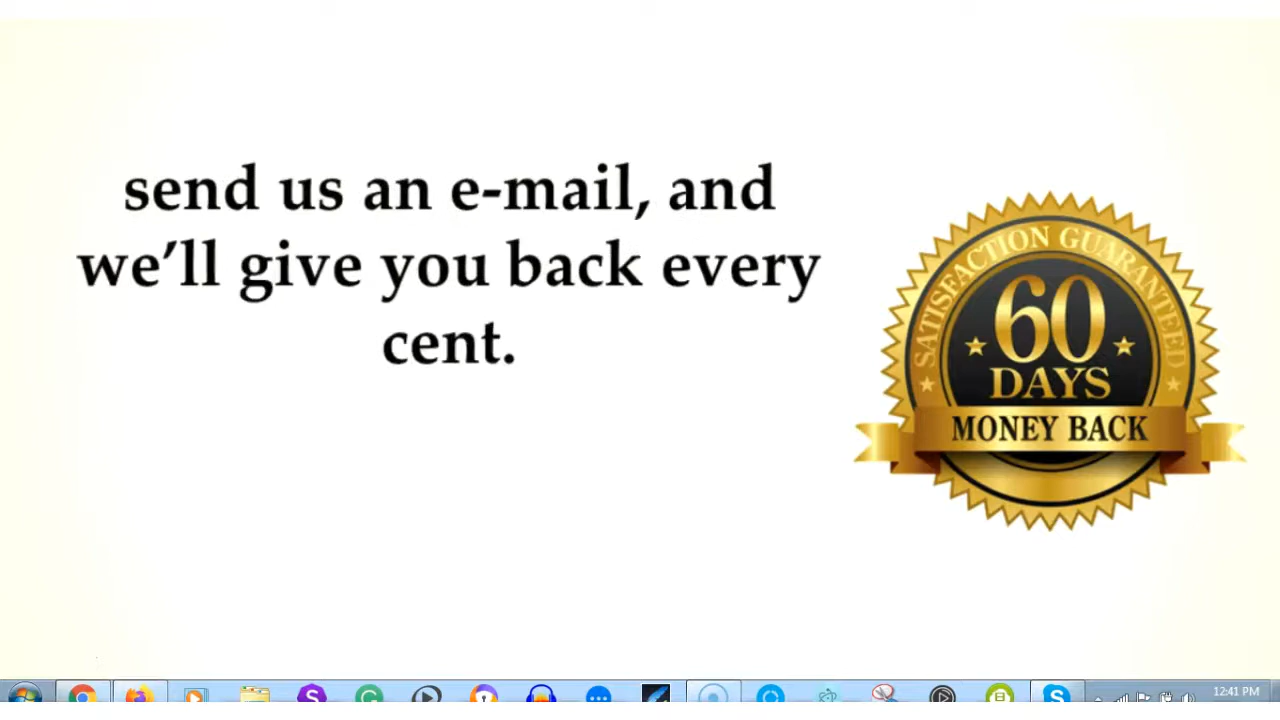 send us an e-mail, and
we'll give you back every
cent.
SATISFACTION GUARANTEED
60
DAYS
MONEY BACK
12:41 PM